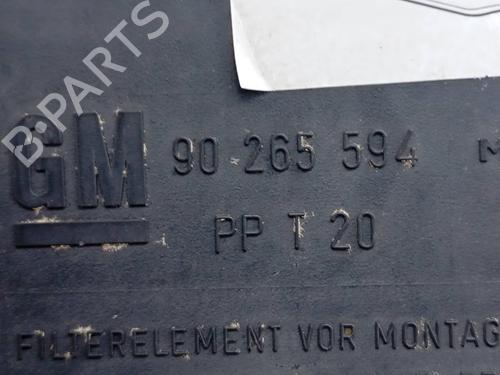 B-PARTS
GM 90 265 594 M
PP T 20
FILTERELEMENT VOR MONTAG